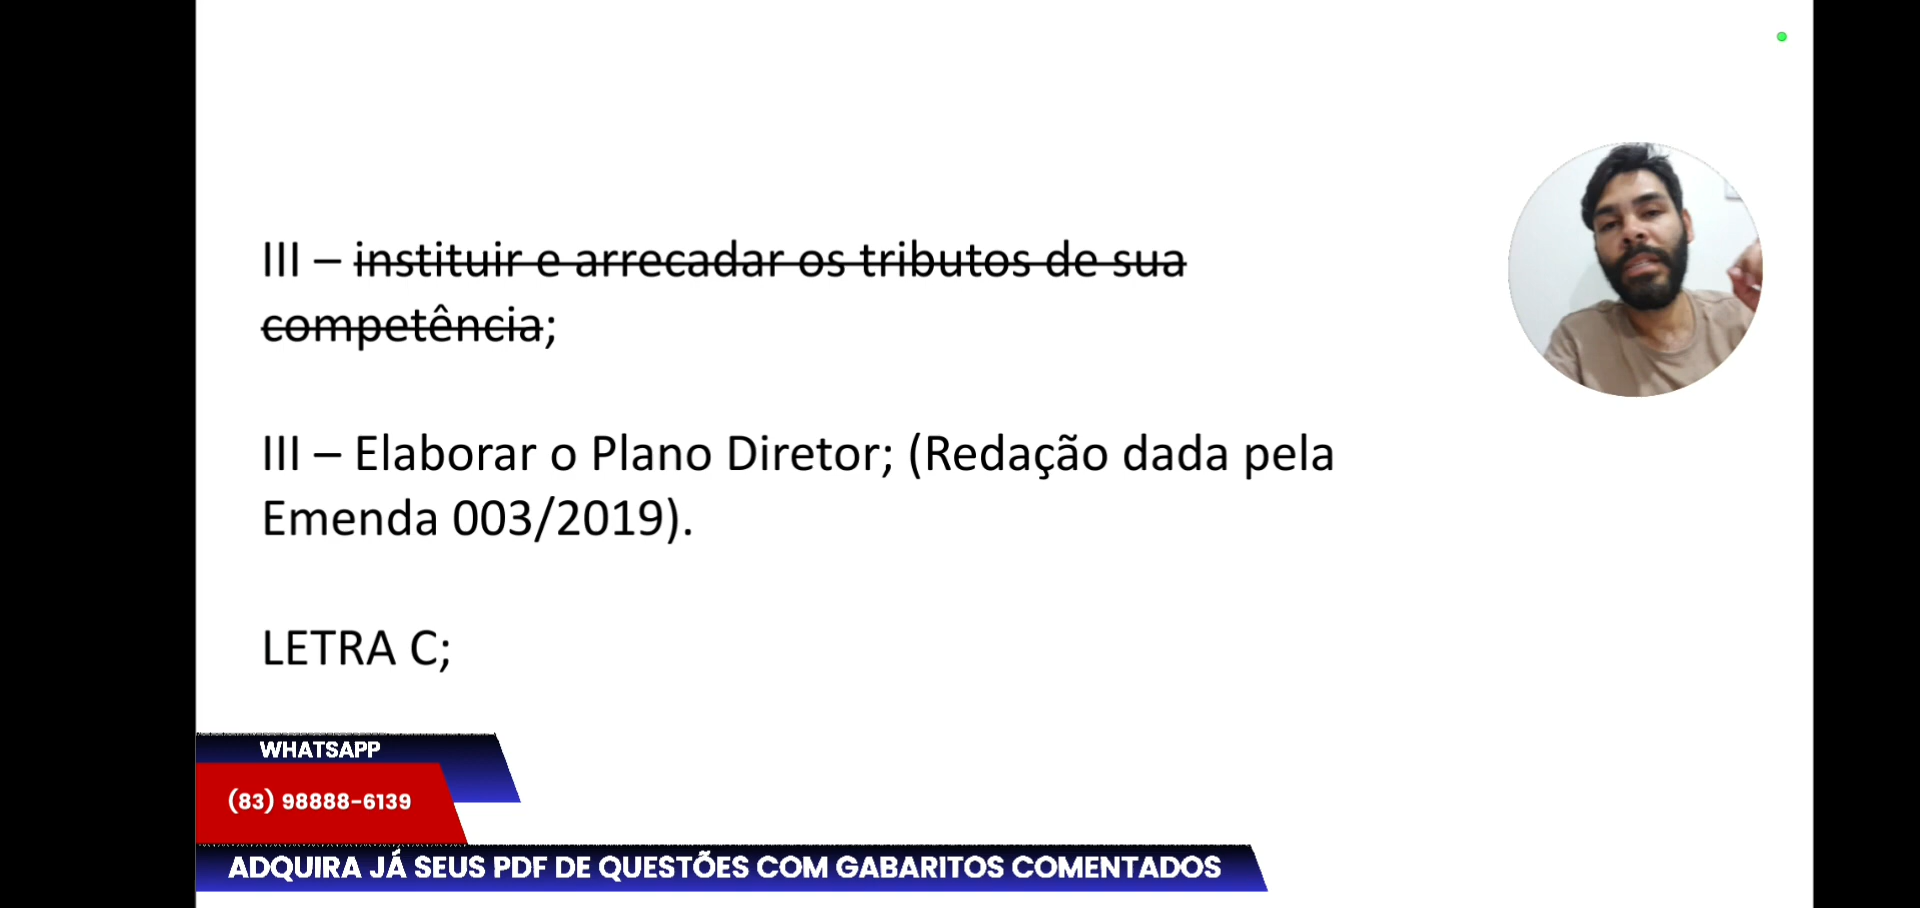 III – instituir e arrecadar os tributos de sua
competência;
III – Elaborar o Plano Diretor; (Redação dada pela
Emenda 003/2019).
LETRA C;
WHATSAPP
(83) 98888-6139
ADQUIRA JÁ SEUS PDF DE QUESTÕES COM GABARITOS COMENTADOS